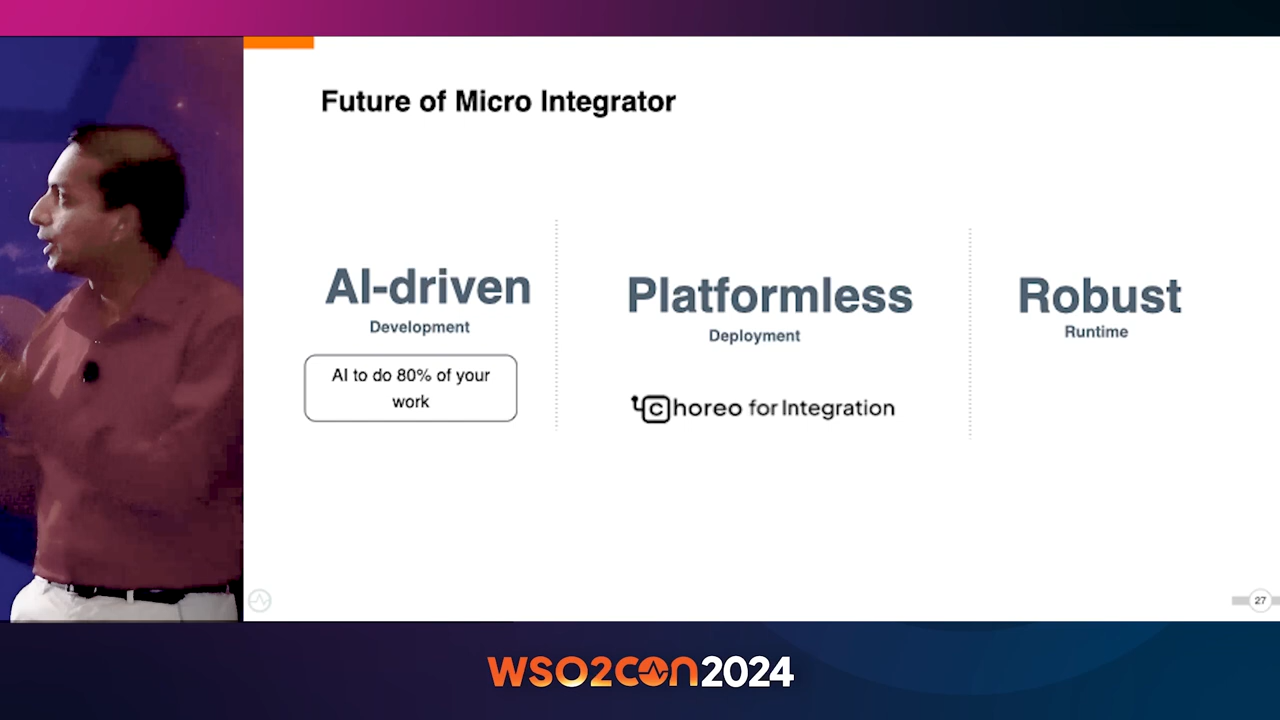 Future of Micro Integrator
AI-driven
Development
AI to do 80% of your
work
Platformless
Deployment
choreo for Integration
Robust
Runtime
27
WSO2CON2024